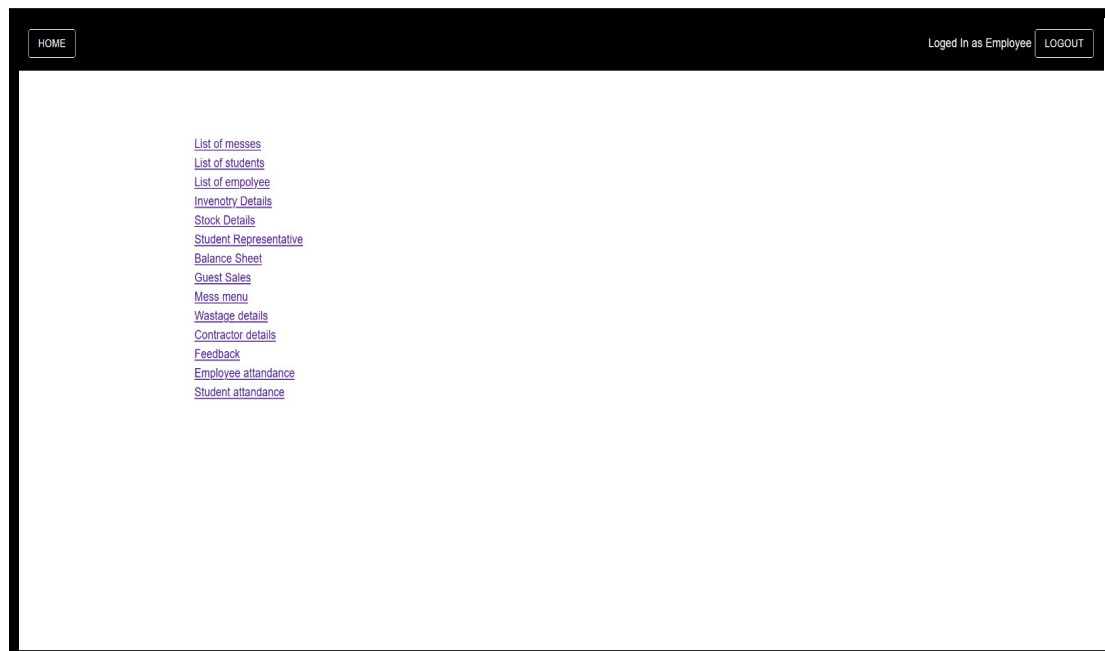 HOME
Loged In as Employee LOGOUT
List of messes
List of students
List of empolyee
Invenotry Details
Stock Details
Student Representative
Balance Sheet
Guest Sales
Mess menu
Wastage details
Contractor details
Feedback
Employee attandance
Student attandance